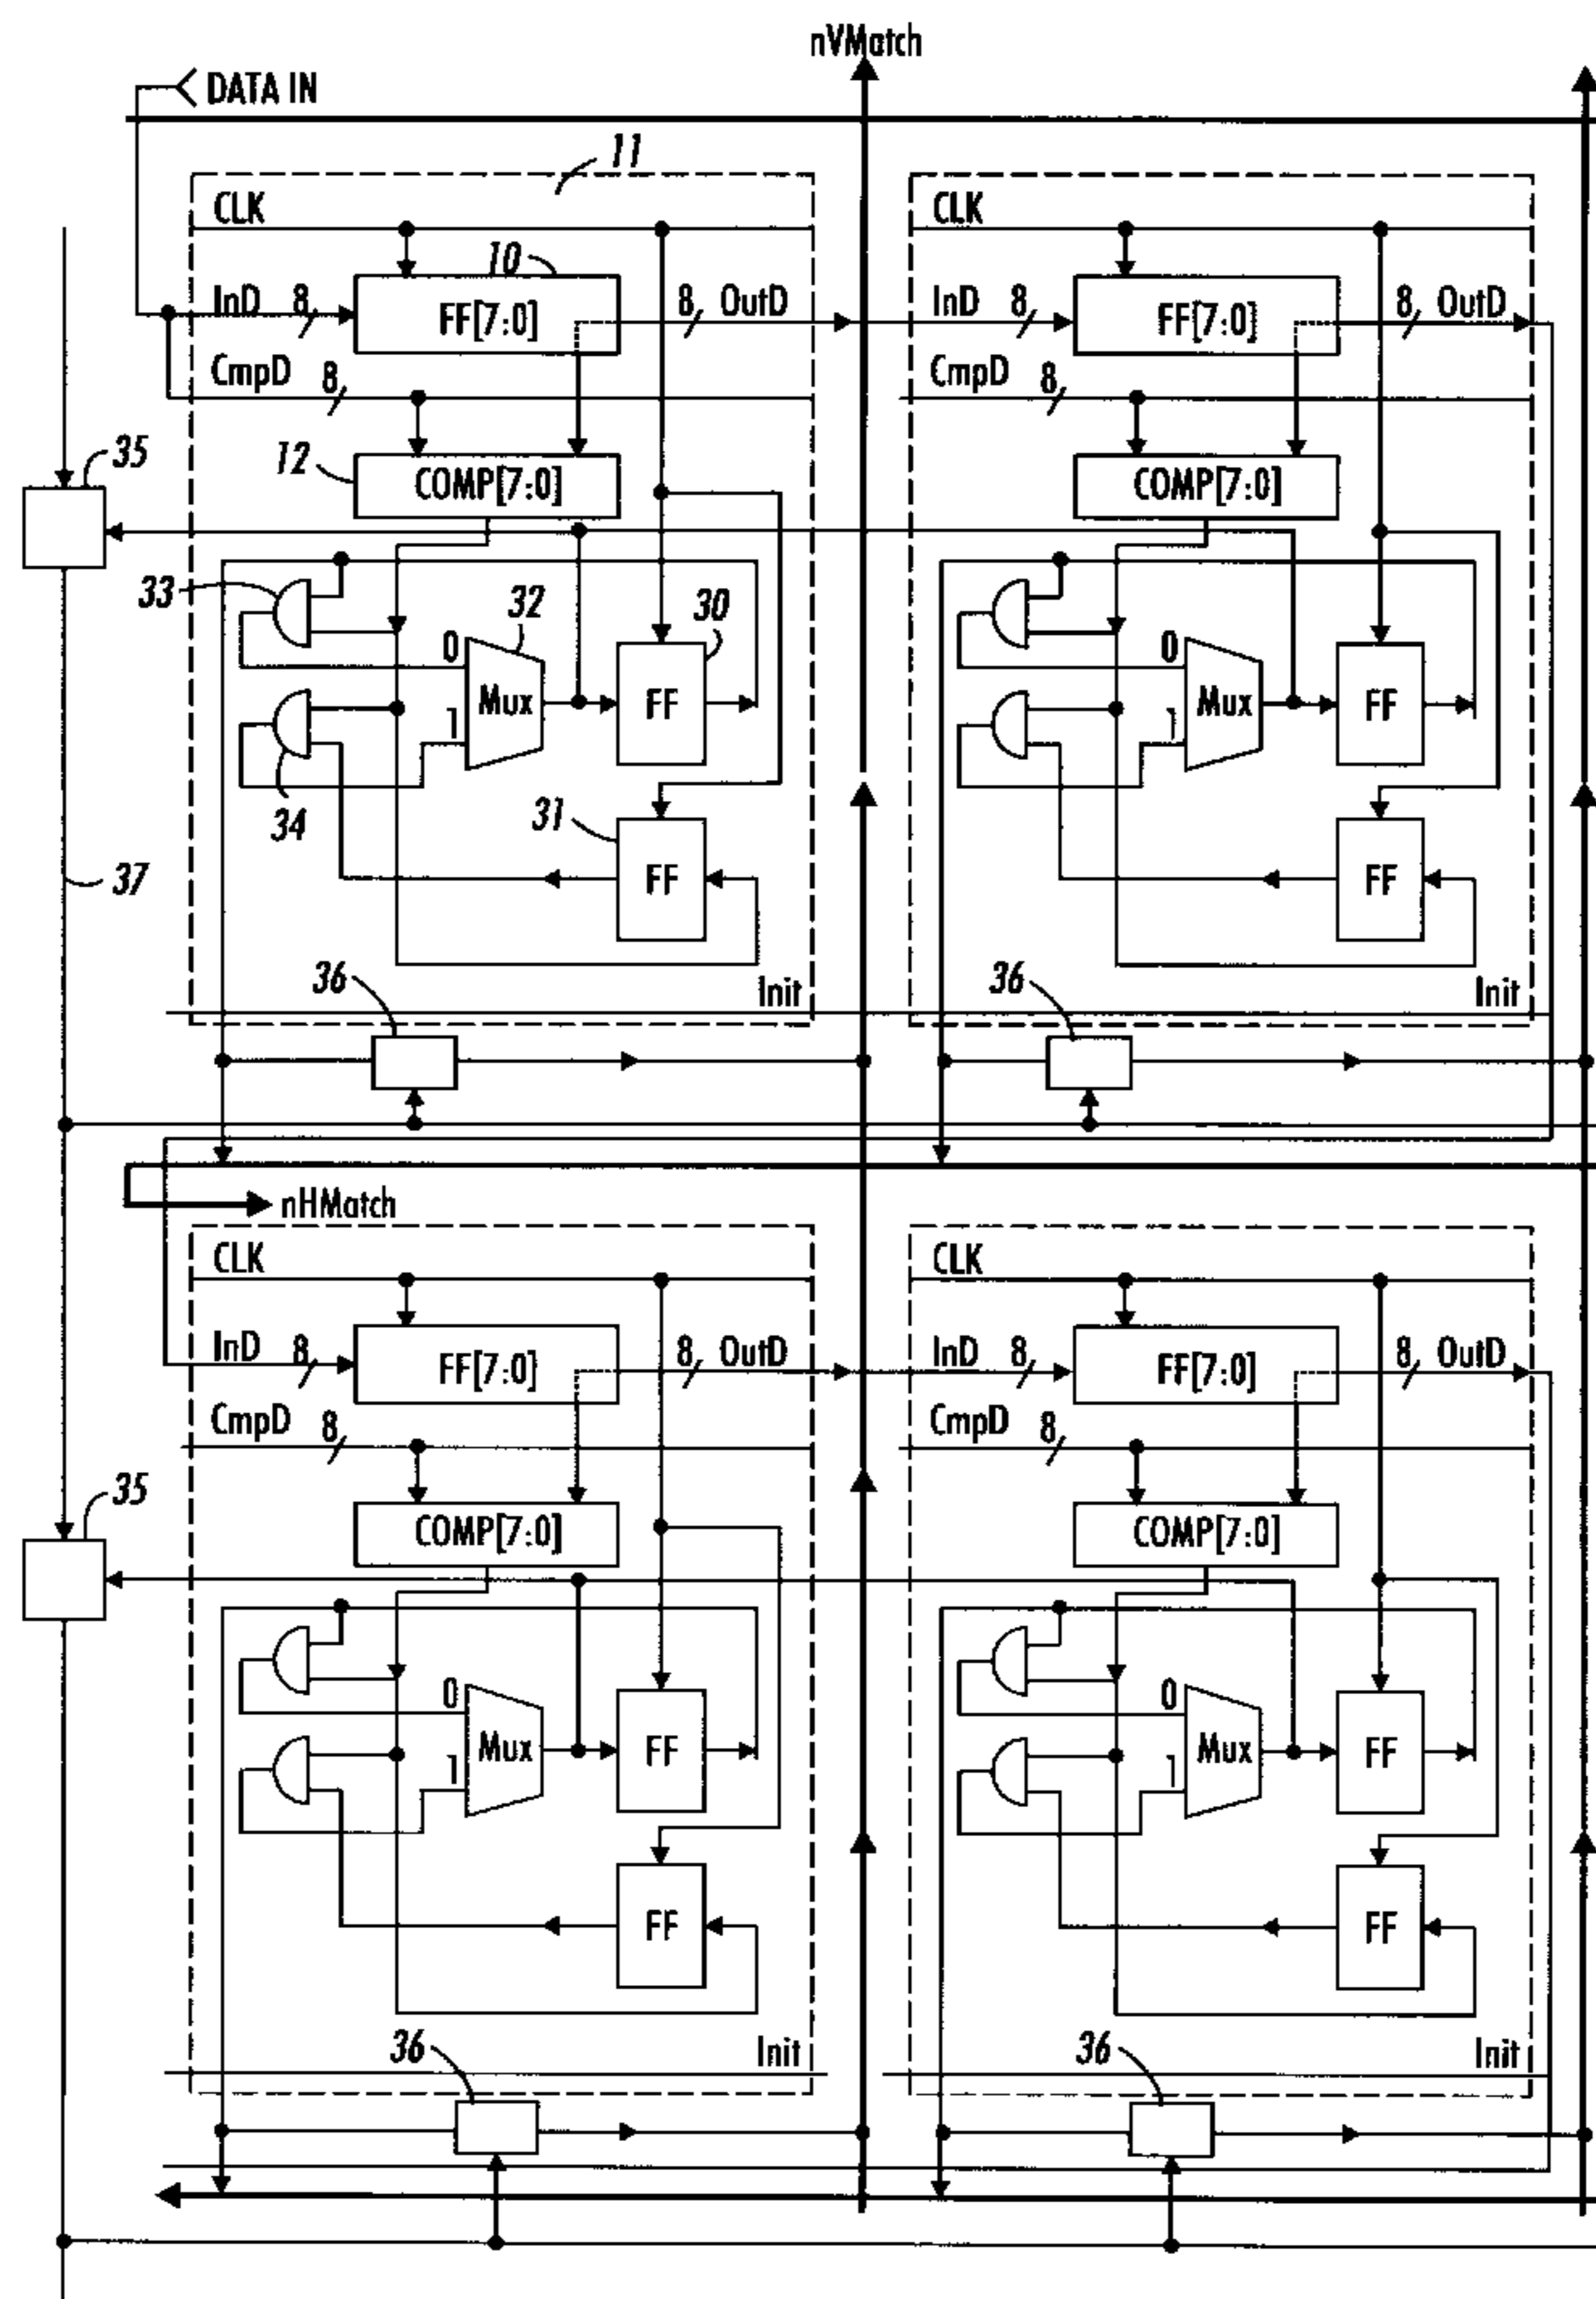 nVMatch
DATA IN
11
CLK
CLK
10
InD 8
FF[7:0]
8 OutD
InD 8
FF[7:0]
8 OutD
CmpD 8
CmpD 8
35
12
COMP[7:0]
COMP[7:0]
33
32
30
0
Mux
FF
0
Mux
FF
1
1
34
31
37
FF
FF
36
Init
36
Init
nHMatch
CLK
CLK
InD 8
FF[7:0]
8 OutD
InD 8
FF[7:0]
8 OutD
CmpD 8
CmpD 8
35
COMP[7:0]
COMP[7:0]
0
Mux
FF
0
Mux
FF
1
1
FF
FF
36
Init
36
Init